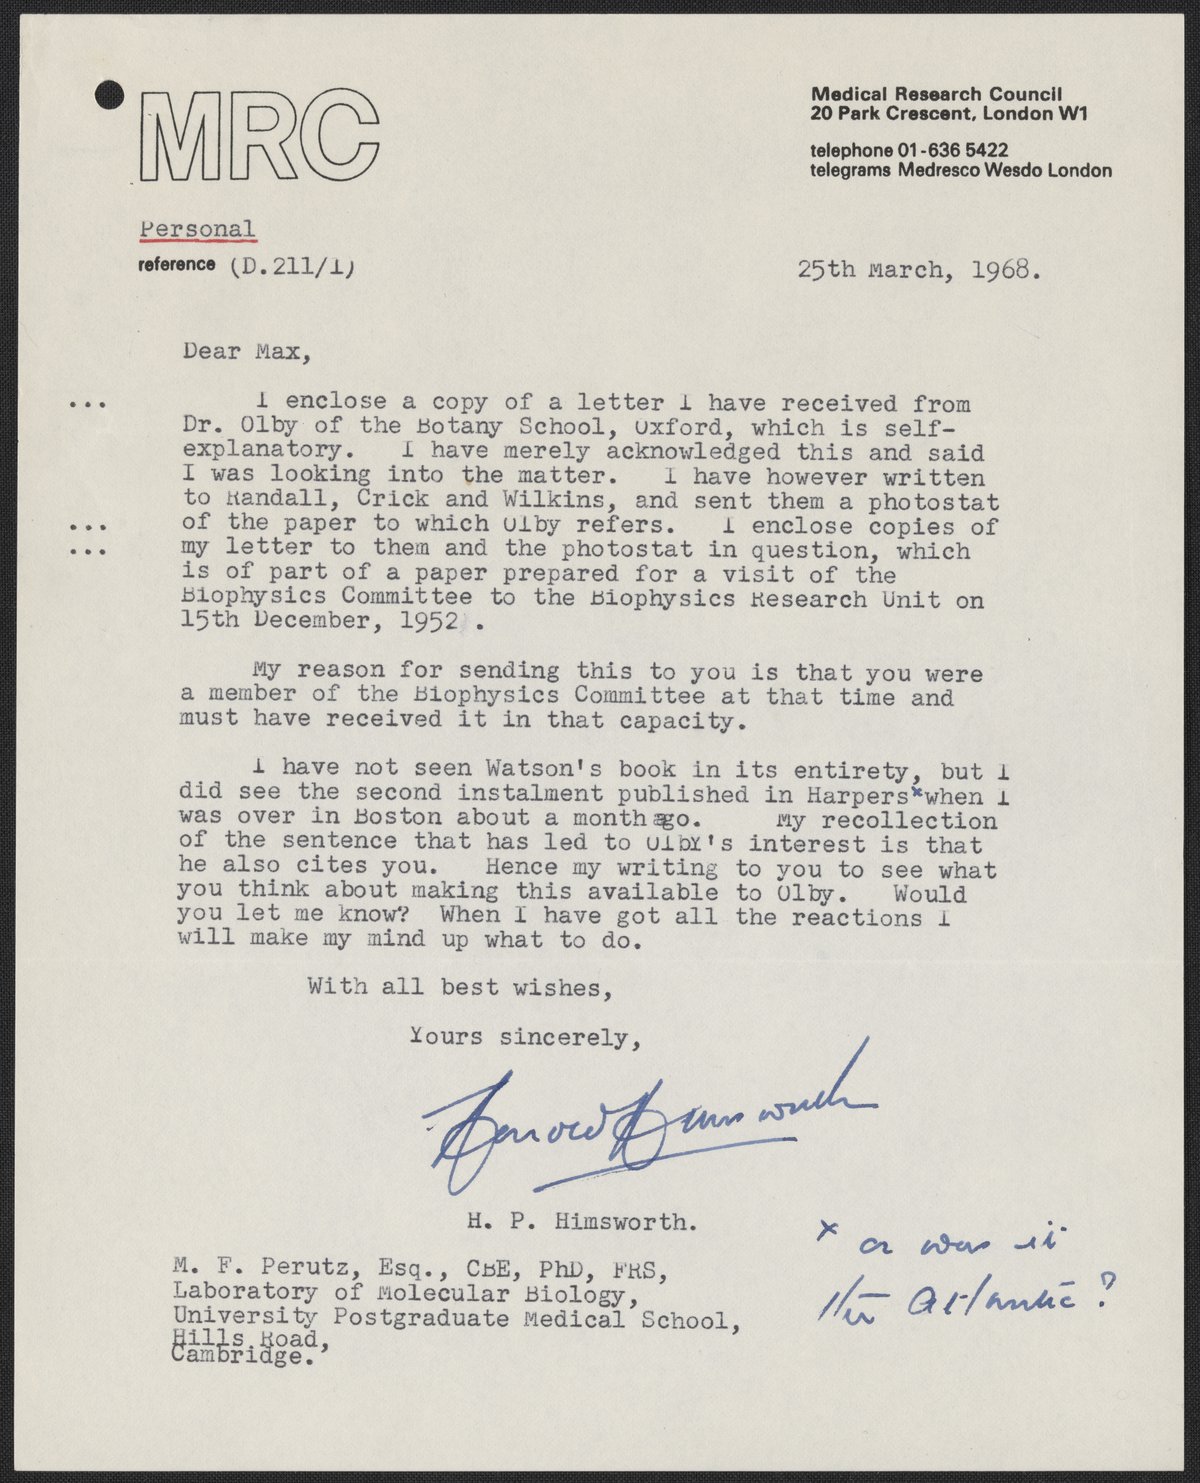 MRC
Medical Research Council
20 Park Crescent, London W1
telephone 01-636 5422
telegrams Medresco Wesdo London
Personal
reference (D.211/1)
25th March, 1968.
Dear Max,
... I enclose a copy of a letter I have received from
Dr. Olby of the Botany School, Oxford, which is self-
explanatory. I have merely acknowledged this and said
I was looking into the matter. I have however written
to Randall, Crick and Wilkins, and sent them a photostat
... of the paper to which Olby refers. I enclose copies of
... my letter to them and the photostat in question, which
is of part of a paper prepared for a visit of the
Biophysics Committee to the Biophysics Research Unit on
15th December, 1952 .
My reason for sending this to you is that you were
a member of the Biophysics Committee at that time and
must have received it in that capacity.
I have not seen Watson's book in its entirety, but I
did see the second instalment published in Harpers x when I
was over in Boston about a month ago. My recollection
of the sentence that has led to Olby's interest is that
he also cites you. Hence my writing to you to see what
you think about making this available to Olby. Would
you let me know? When I have got all the reactions I
will make my mind up what to do.
With all best wishes,
Yours sincerely,
Harold Himsworth
H. P. Himsworth.
x or was it
the Atlantic?
M. F. Perutz, Esq., CBE, PhD, FRS,
Laboratory of Molecular Biology,
University Postgraduate Medical School,
Hills Road,
Cambridge.